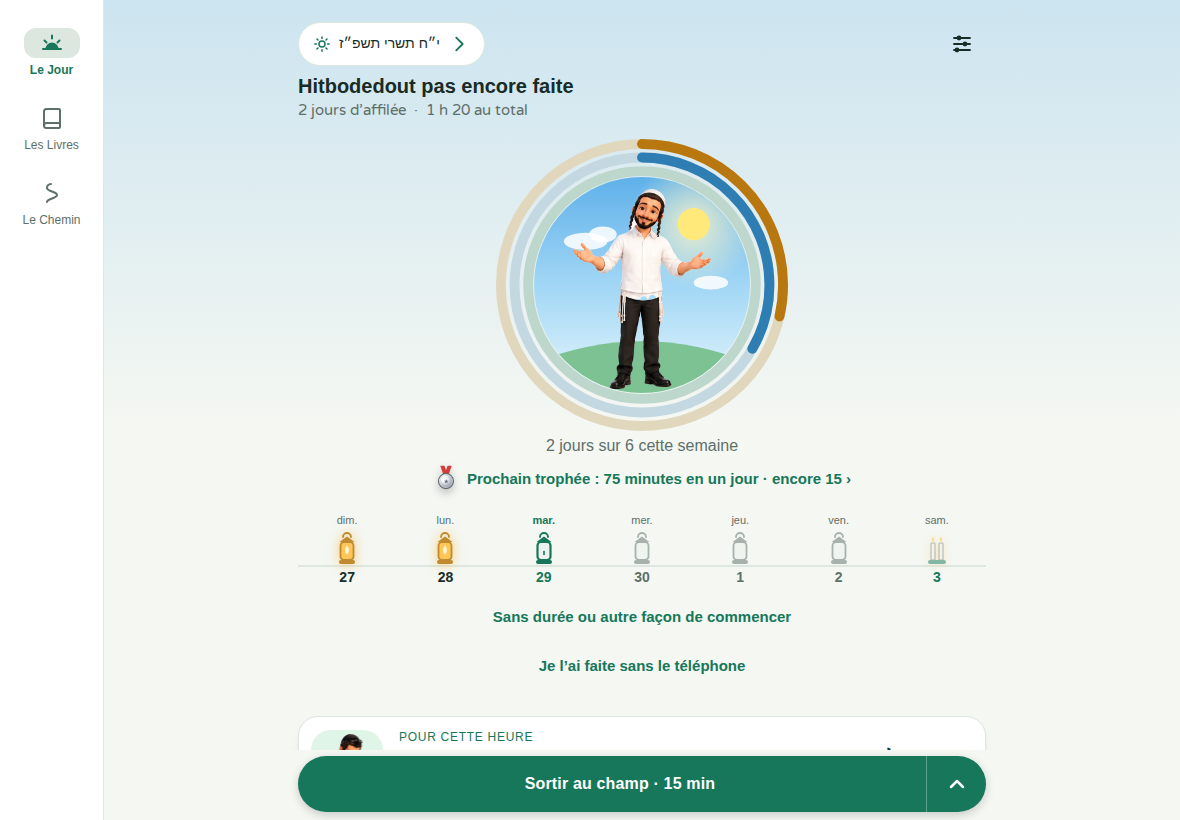 Le Jour
Les Livres
Le Chemin
י״ח תשרי תשפ״ז
Hitbodedout pas encore faite
2 jours d’affilée · 1 h 20 au total
2 jours sur 6 cette semaine
Prochain trophée : 75 minutes en un jour · encore 15 ›
dim. lun. mar. mer. jeu. ven. sam.
27 28 29 30 1 2 3
Sans durée ou autre façon de commencer
Je l’ai faite sans le téléphone
POUR CETTE HEURE
Sortir au champ · 15 min